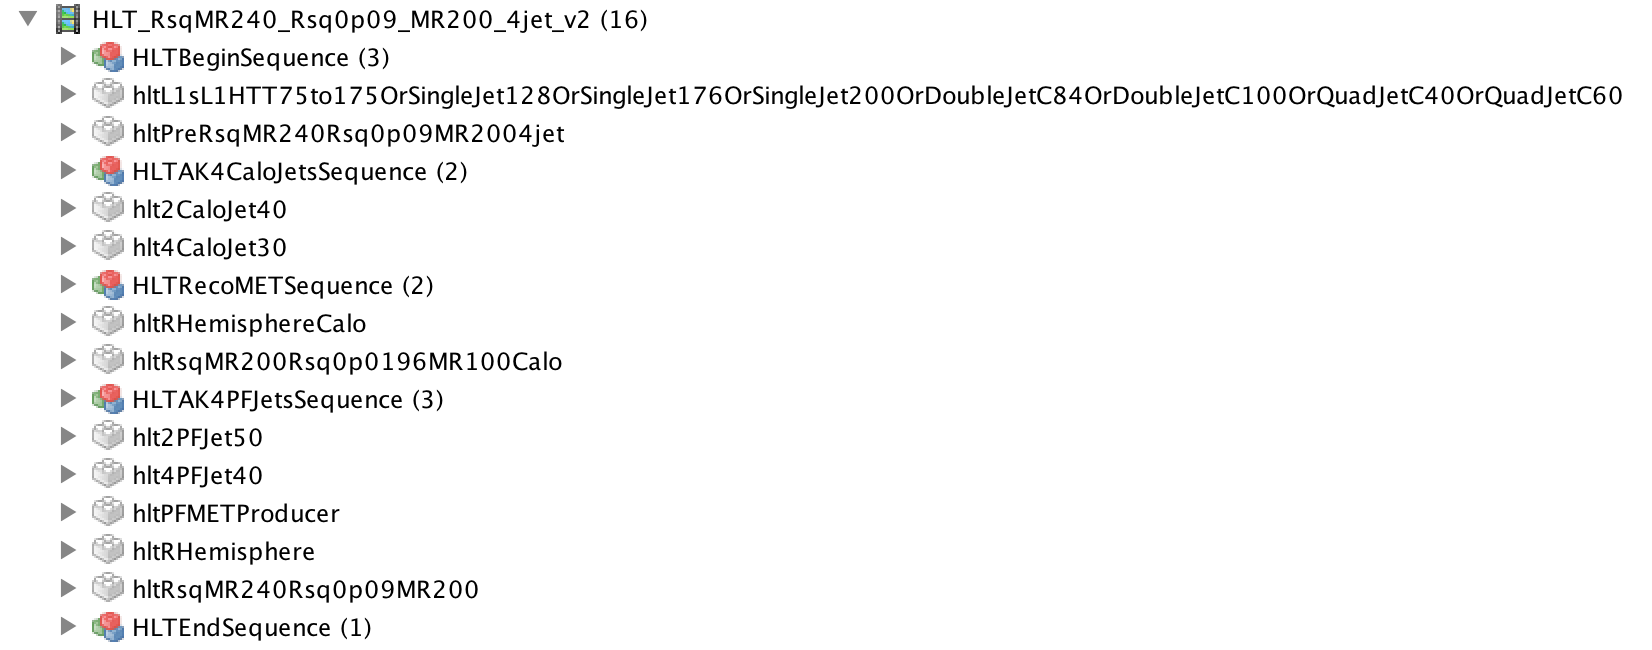 HLT_RsqMR240_Rsq0p09_MR200_4jet_v2 (16)
HLTBeginSequence (3)
hltL1sL1HTT75to175OrSingleJet128OrSingleJet176OrSingleJet200OrDoubleJetC84OrDoubleJetC100OrQuadJetC40OrQuadJetC60
hltPreRsqMR240Rsq0p09MR2004jet
HLTAK4CaloJetsSequence (2)
hlt2CaloJet40
hlt4CaloJet30
HLTRecoMETSequence (2)
hltRHemisphereCalo
hltRsqMR200Rsq0p0196MR100Calo
HLTAK4PFJetsSequence (3)
hlt2PFJet50
hlt4PFJet40
hltPFMETProducer
hltRHemisphere
hltRsqMR240Rsq0p09MR200
HLTEndSequence (1)